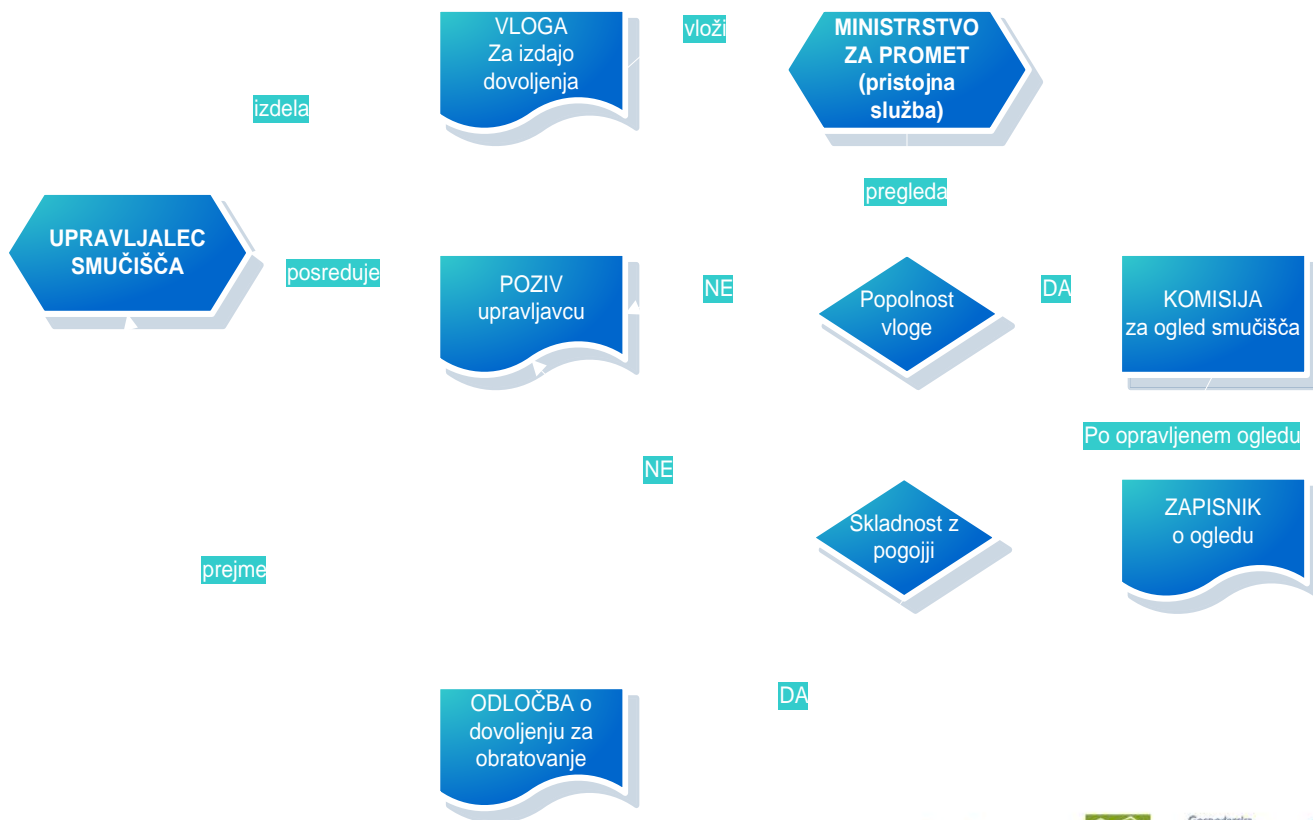 VLOGA
Za izdajo
dovoljenja
vloži
MINISTRSTVO
ZA PROMET
(pristojna
služba)
izdela
pregleda
UPRAVLJALEC
SMUČIŠČA
posreduje
POZIV
upravljavcu
NE
Popolnost
vloge
DA
KOMISIJA
za ogled smučišča
Po opravljenem ogledu
NE
Skladnost z
pogojji
ZAPISNIK
o ogledu
prejme
DA
ODLOČBA o
dovoljenju za
obratovanje